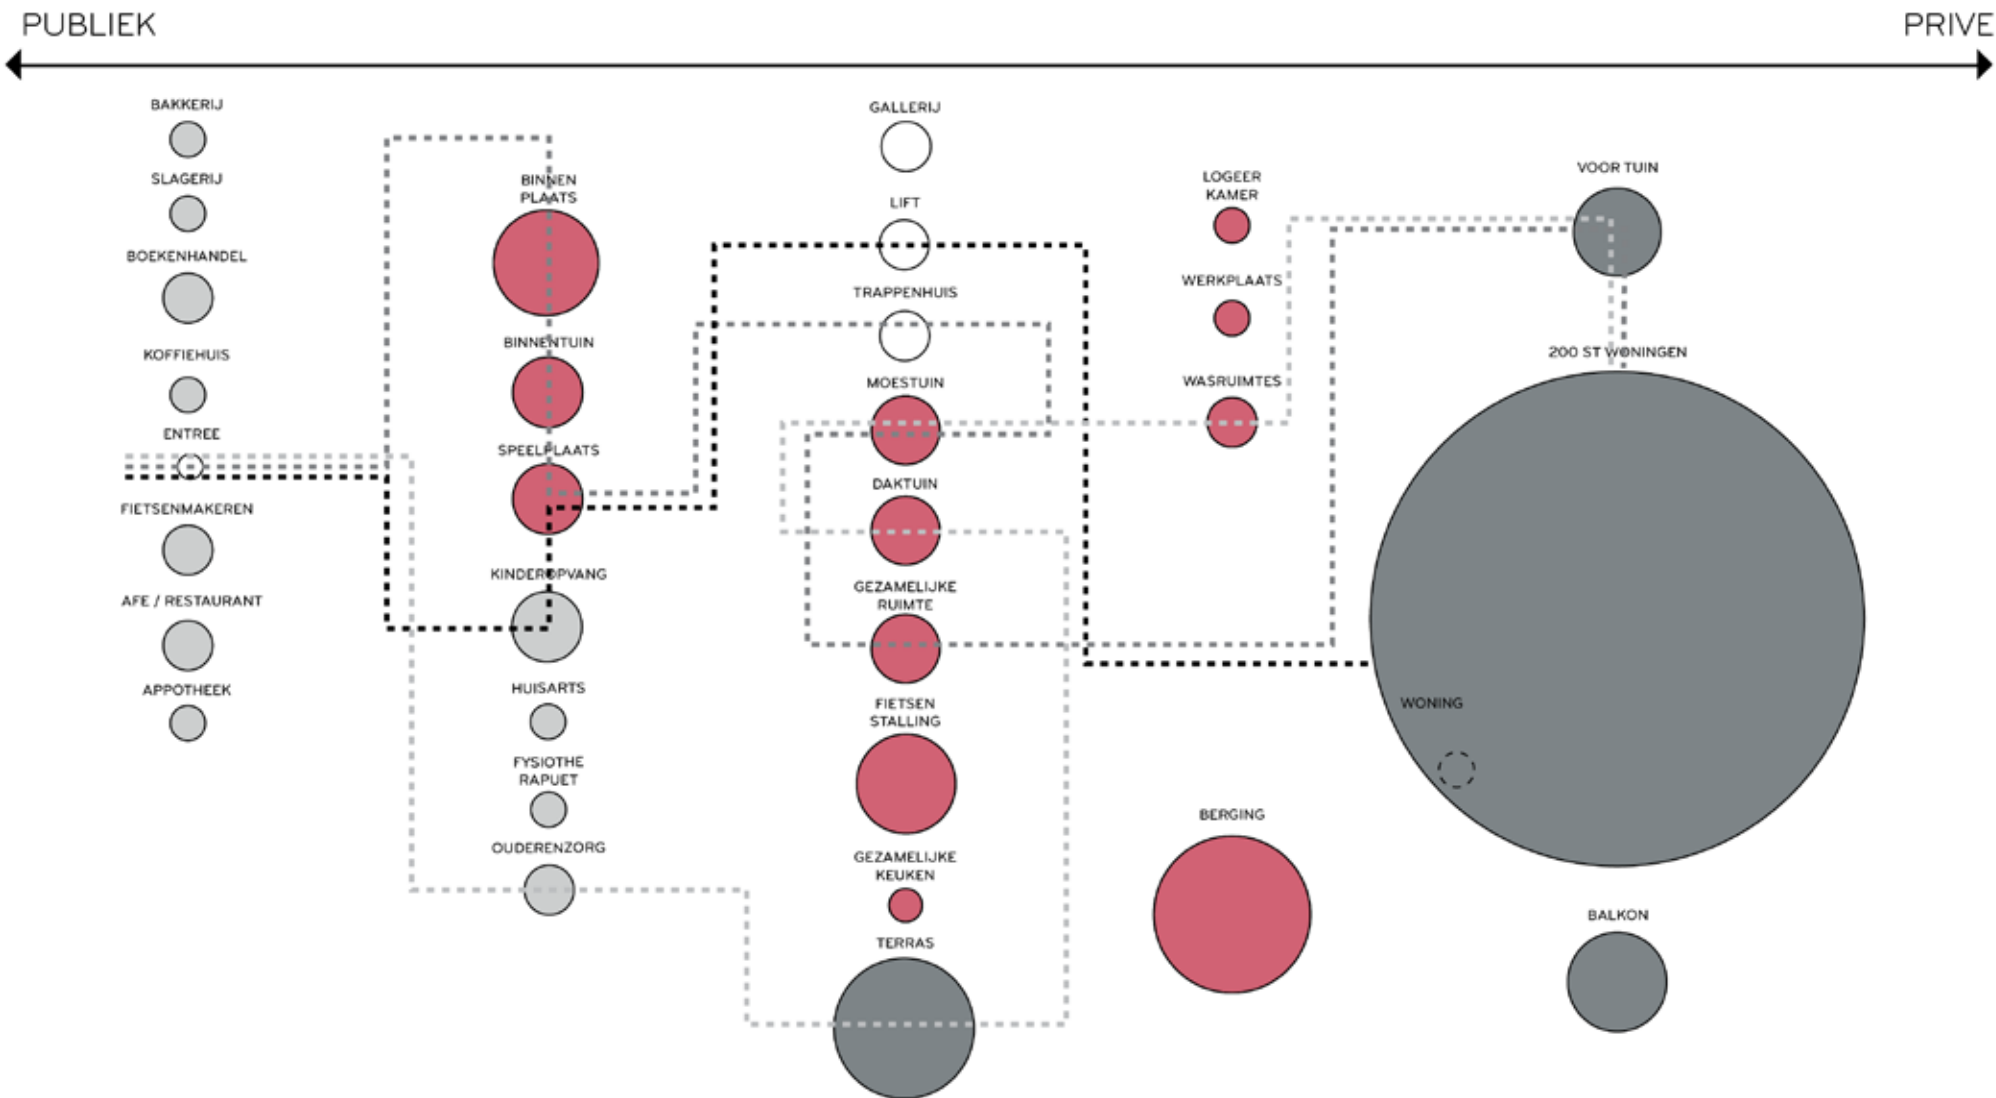 PUBLIEK
PRIVE
BAKKERIJ
SLAGERIJ
BOEKENHANDEL
KOFFIEHUIS
ENTREE
FIETSENMAKEREN
AFE / RESTAURANT
APPOTHEEK
BINNEN
PLAATS
BINNENTUIN
SPEELPLAATS
KINDEROPVANG
HUISARTS
FYSIOTHE
RAPUET
OUDERENZORG
GALLERIJ
LIFT
TRAPPENHUIS
MOESTUIN
DAKTUIN
GEZAMELIJKE
RUIMTE
FIETSEN
STALLING
GEZAMELIJKE
KEUKEN
TERRAS
LOGEER
KAMER
WERKPLAATS
WASRUIMTES
BERGING
VOOR TUIN
200 ST WONINGEN
WONING
BALKON